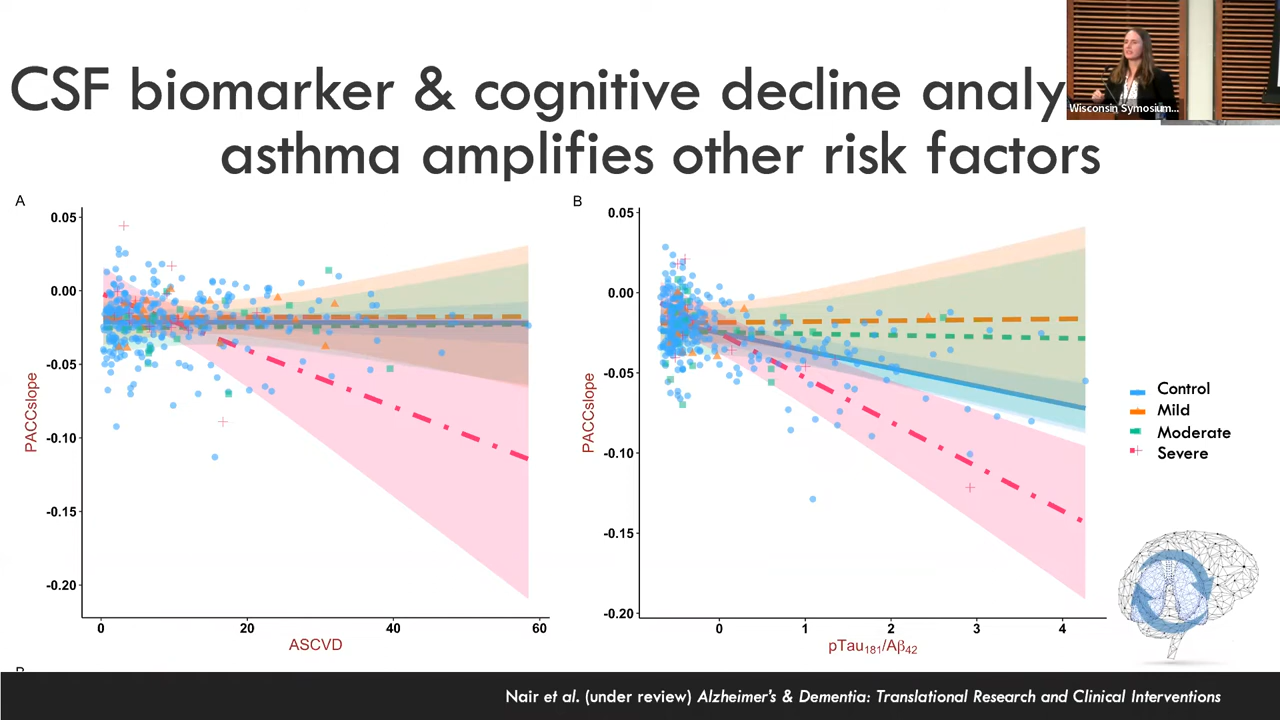 CSF biomarker & cognitive decline analy
asthma amplifies other risk factors
Wisconsin Symposium...
A
0.05
0.00
-0.05
-0.10
-0.15
-0.20
PACCslope
0
20
40
60
ASCVD
B
0.05
0.00
-0.05
-0.10
-0.15
-0.20
PACCslope
0
1
2
3
4
pTau181/Aβ42
Control
Mild
Moderate
Severe
Nair et al. (under review) Alzheimer's & Dementia: Translational Research and Clinical Interventions